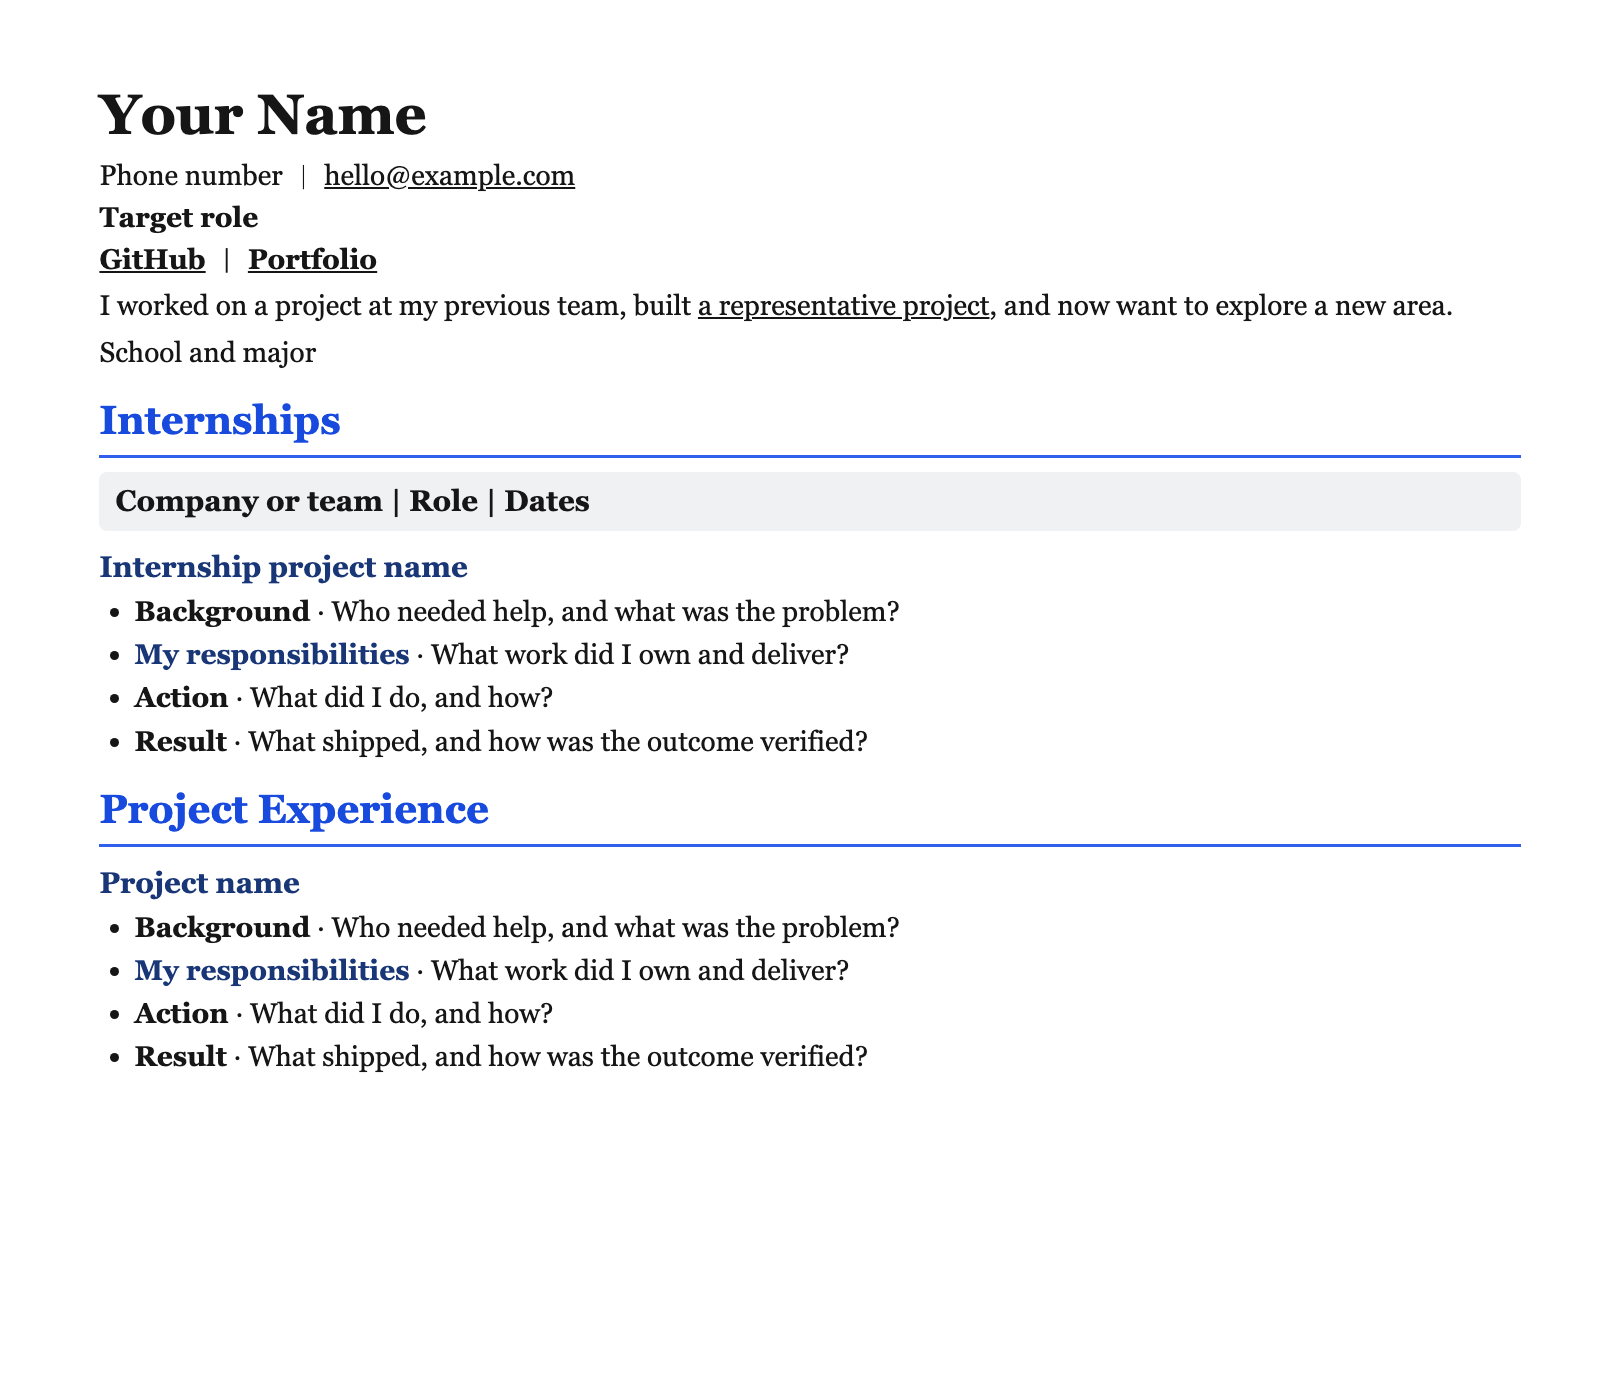 Your Name
Phone number | hello@example.com
Target role
GitHub | Portfolio
I worked on a project at my previous team, built a representative project, and now want to explore a new area.
School and major
Internships
Company or team | Role | Dates
Internship project name
• Background · Who needed help, and what was the problem?
• My responsibilities · What work did I own and deliver?
• Action · What did I do, and how?
• Result · What shipped, and how was the outcome verified?
Project Experience
Project name
• Background · Who needed help, and what was the problem?
• My responsibilities · What work did I own and deliver?
• Action · What did I do, and how?
• Result · What shipped, and how was the outcome verified?